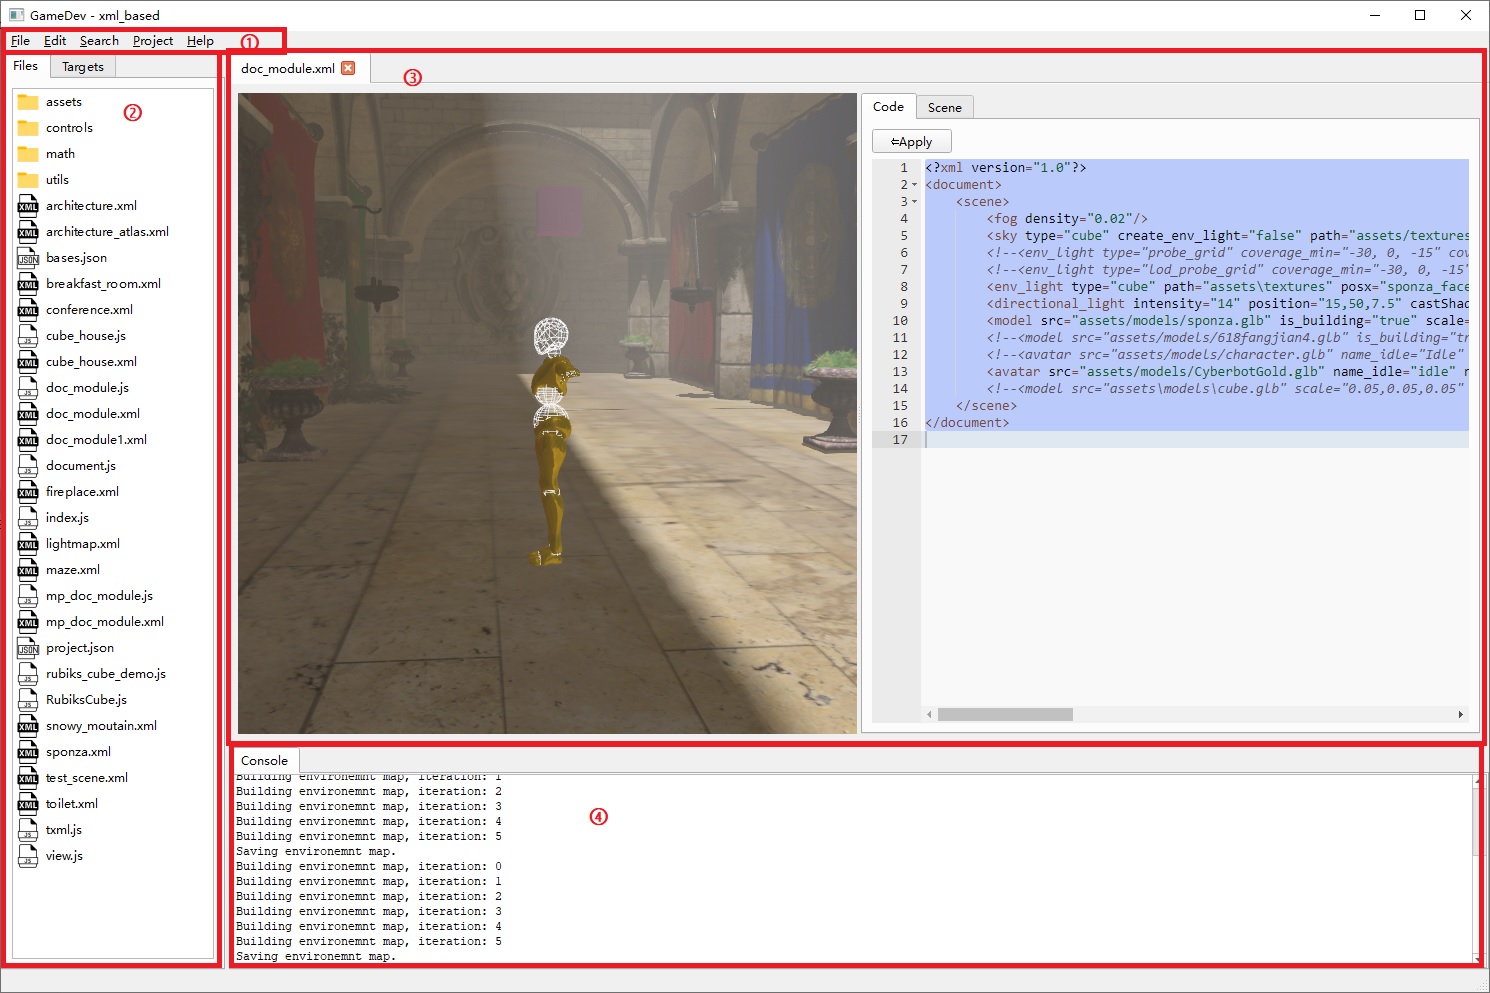 GameDev - xml_based
File Edit Search Project Help ①
Files Targets
②
assets
controls
math
utils
architecture.xml
architecture_atlas.xml
bases.json
breakfast_room.xml
conference.xml
cube_house.js
cube_house.xml
doc_module.js
doc_module.xml
doc_module1.xml
document.js
fireplace.xml
index.js
lightmap.xml
maze.xml
mp_doc_module.js
mp_doc_module.xml
project.json
rubiks_cube_demo.js
RubiksCube.js
snowy_moutain.xml
sponza.xml
test_scene.xml
toilet.xml
txml.js
view.js
doc_module.xml
③
Code Scene
⇐Apply
1 <?xml version="1.0"?>
2 <document>
3 <scene>
4 <fog density="0.02"/>
5 <sky type="cube" create_env_light="false" path="assets/textures
6 <!--<env_light type="probe_grid" coverage_min="-30, 0, -15" cov
7 <!--<env_light type="lod_probe_grid" coverage_min="-30, 0, -15"
8 <env_light type="cube" path="assets\textures" posx="sponza_face
9 <directional_light intensity="14" position="15,50,7.5" castShad
10 <model src="assets/models/sponza.glb" is_building="true" scale=
11 <!--<model src="assets/models/618fangjian4.glb" is_building="tr
12 <!--<avatar src="assets/models/character.glb" name_idle="Idle"
13 <avatar src="assets/models/CyberbotGold.glb" name_idle="idle" r
14 <!--<model src="assets\models\cube.glb" scale="0.05,0.05,0.05"
15 </scene>
16 </document>
17
Console
④
Building environemnt map, iteration: 1
Building environemnt map, iteration: 2
Building environemnt map, iteration: 3
Building environemnt map, iteration: 4
Building environemnt map, iteration: 5
Saving environemnt map.
Building environemnt map, iteration: 0
Building environemnt map, iteration: 1
Building environemnt map, iteration: 2
Building environemnt map, iteration: 3
Building environemnt map, iteration: 4
Building environemnt map, iteration: 5
Saving environemnt map.